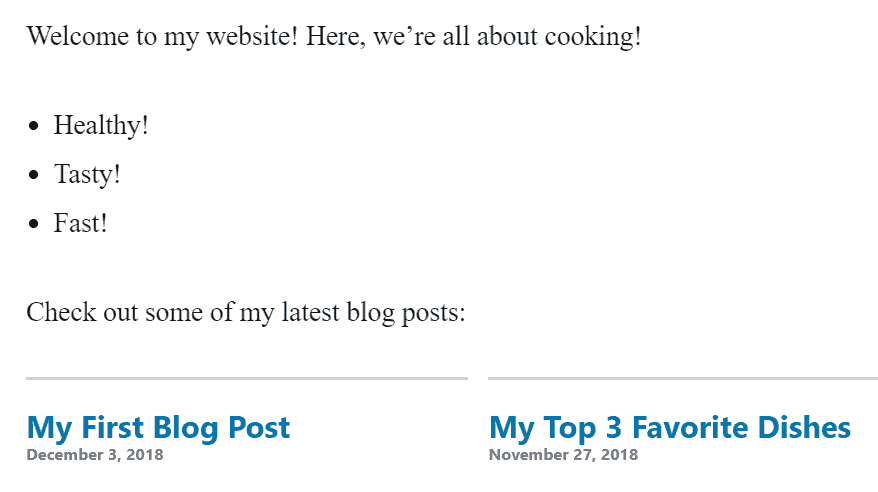 Welcome to my website! Here, we’re all about cooking!
• Healthy!
• Tasty!
• Fast!
Check out some of my latest blog posts:
My First Blog Post
December 3, 2018
My Top 3 Favorite Dishes
November 27, 2018